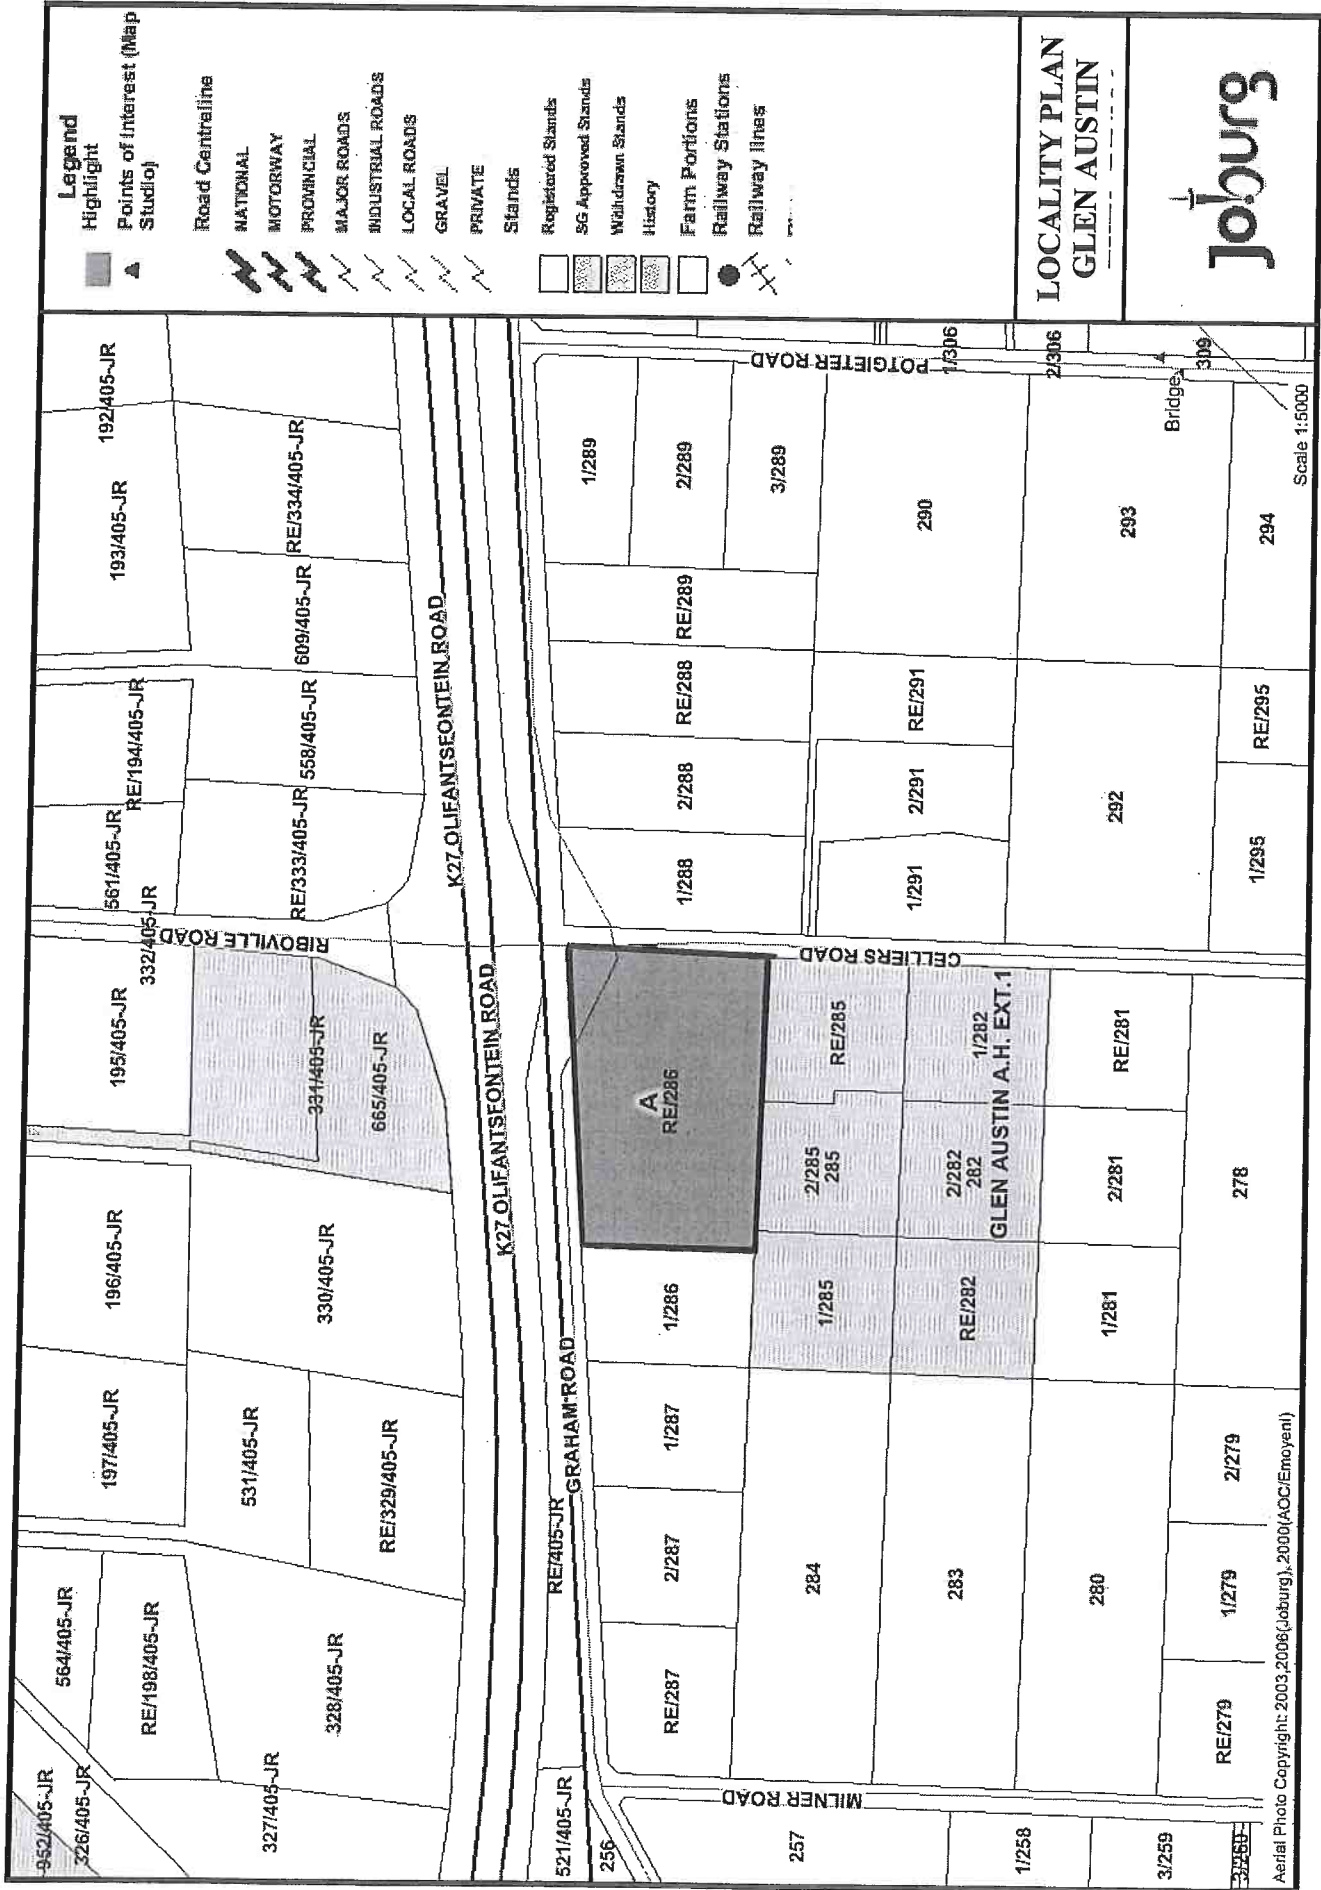 Legend
Highlight
Points of Interest (Map
Studio)
Road Centreline
NATIONAL
MOTORWAY
PROVINCIAL
MAJOR ROADS
INDUSTRIAL ROADS
LOCAL ROADS
GRAVEL
PRIVATE
Stands
Registered Stands
SG Approved Stands
Withdrawn Stands
History
Farm Portions
Railway Stations
Railway lines
LOCALITY PLAN
GLEN AUSTIN
Joburg
952/405-JR
326/405-JR
564/405-JR
RE/198/405-JR
327/405-JR
328/405-JR
197/405-JR
531/405-JR
RE/329/405-JR
196/405-JR
330/405-JR
195/405-JR
332/405-JR
331/405-JR
665/405-JR
RIBOVILLE ROAD
561/405-JR
RE/194/405-JR
RE/333/405-JR
558/405-JR
193/405-JR
609/405-JR
192/405-JR
RE/334/405-JR
K27 OLIFANTSFONTEIN ROAD
K27 OLIFANTSFONTEIN ROAD
521/405-JR
RE/405-JR
GRAHAM ROAD
256
257
1/258
3/259
MILNER ROAD
RE/287
2/287
1/287
1/286
A
RE/286
284
1/285
2/285
285
RE/285
283
RE/282
2/282
282
1/282
GLEN AUSTIN A.H. EXT.1
280
1/281
2/281
RE/281
RE/279
1/279
2/279
278
CELLIERS ROAD
1/288
2/288
RE/288
RE/289
1/289
2/289
3/289
1/291
2/291
RE/291
290
292
293
1/295
RE/295
294
POTGIETER ROAD
1/306
2/306
309
Bridge
Aerial Photo Copyright: 2003,2006(Joburg),2000(AOC/Emoyeni)
Scale 1:5000